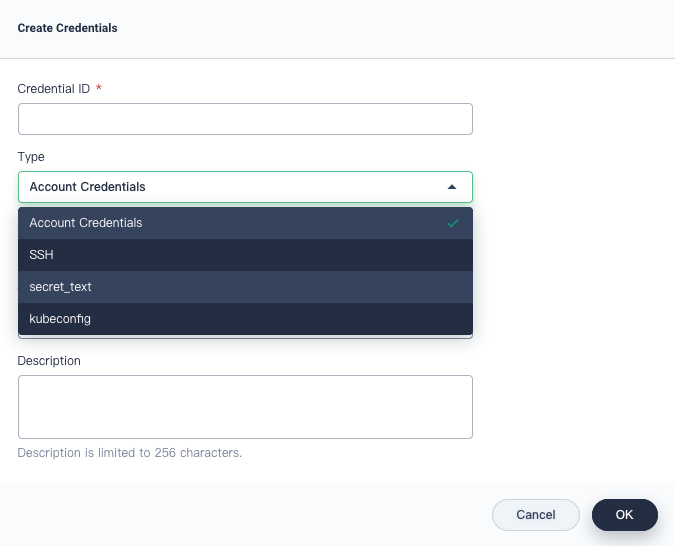 Create Credentials
Credential ID *
Type
Account Credentials
Account Credentials
SSH
secret_text
kubeconfig
Description
Description is limited to 256 characters.
Cancel
OK